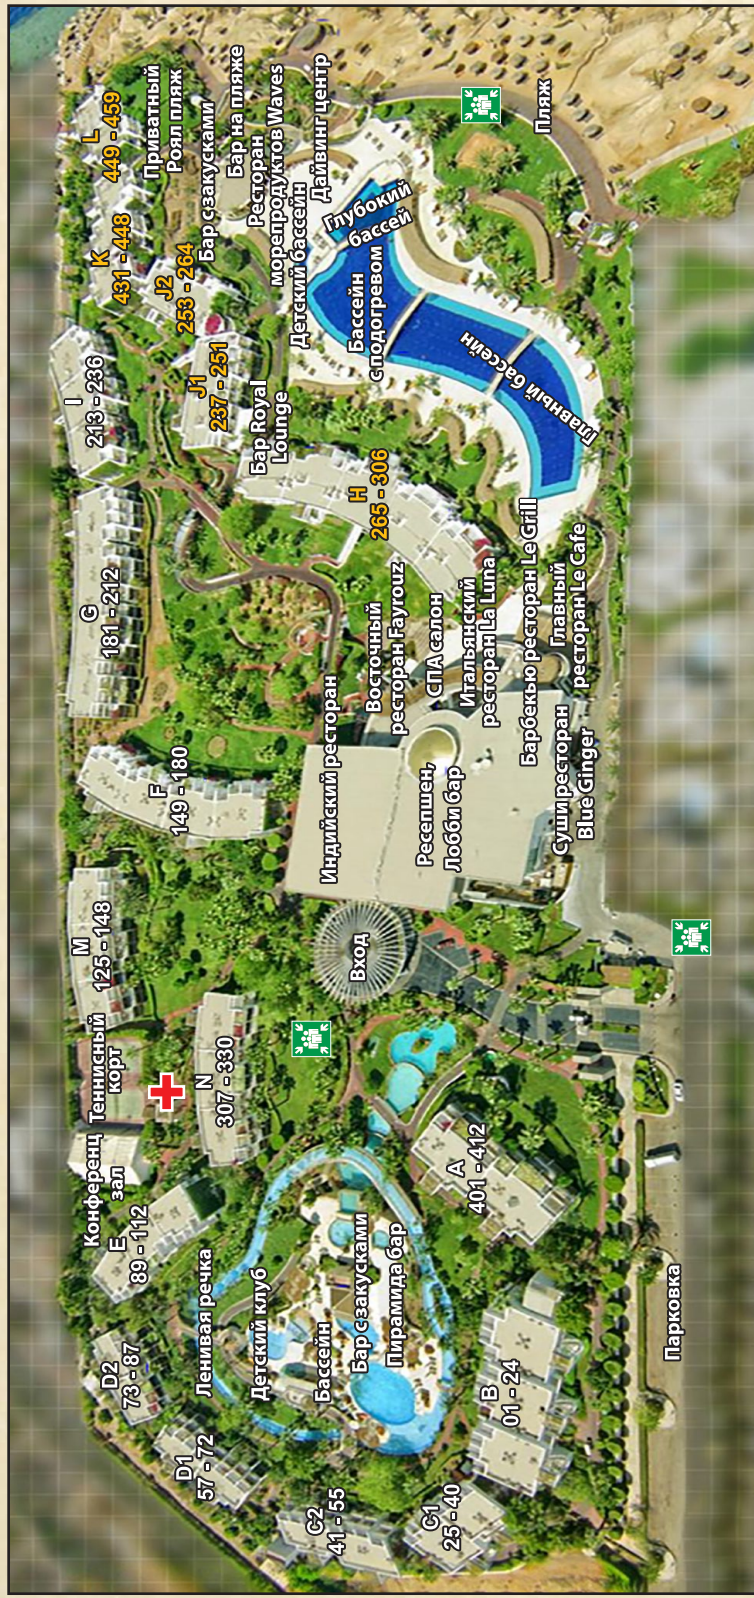 L
449 - 459
K
431 - 448
J2
253 - 264
Приватный
Роял пляж
Бар с закусками
Бар на пляже
Ресторан
морепродуктов Waves
Детский бассейн
Дайвинг центр
Пляж
Глубокий
бассей
Бассейн
с подогревом
Главный бассейн
I
213 - 236
J1
237 - 251
Бар Royal
Lounge
H
265 - 306
G
181 - 212
Восточный
ресторан Fayrouz
СПА салон
Итальянский
ресторан La Luna
Барбекью ресторан Le Grill
Главный
ресторан Le Cafe
Суши ресторан
Blue Ginger
Индийский ресторан
Ресепшен,
Лобби бар
F
149 - 180
Вход
M
125 - 148
Теннисный
корт
N
307 - 330
Конференц
зал
E
89 - 112
A
401 - 412
Ленивая речка
Детский клуб
Бассейн
Бар с закусками
Пирамида бар
D2
73 - 87
D1
57 - 72
C2
41 - 55
C1
25 - 40
B
01 - 24
Парковка